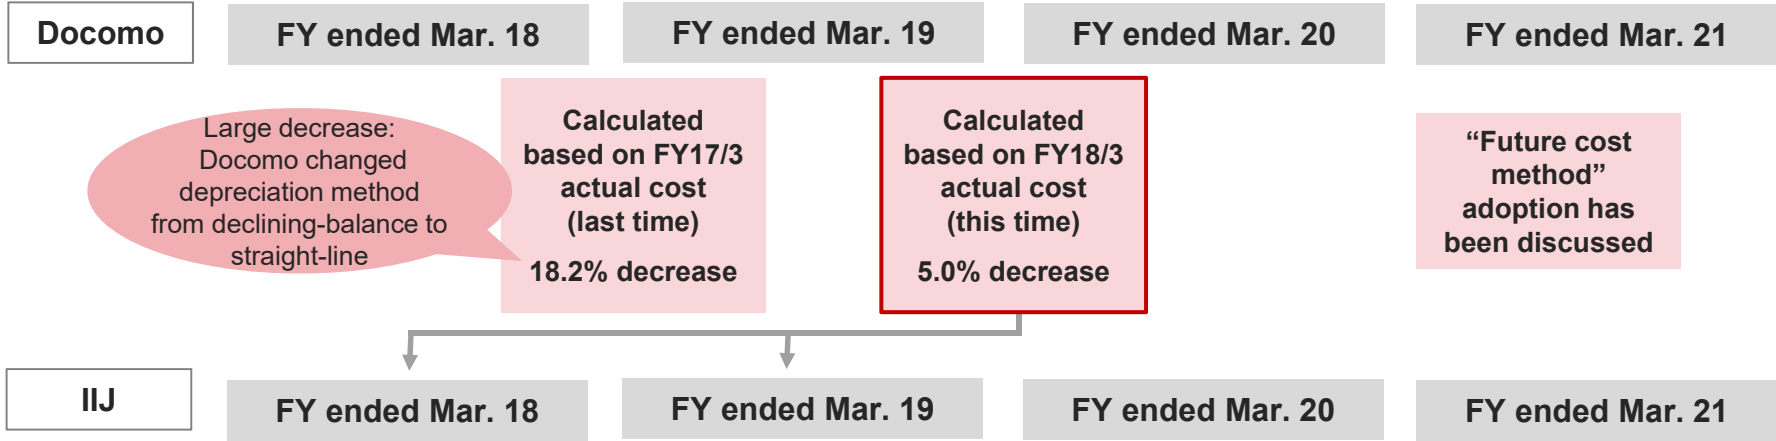 Docomo
FY ended Mar. 18
FY ended Mar. 19
FY ended Mar. 20
FY ended Mar. 21
Large decrease:
Docomo changed
depreciation method
from declining-balance to
straight-line
Calculated
based on FY17/3
actual cost
(last time)
18.2% decrease
Calculated
based on FY18/3
actual cost
(this time)
5.0% decrease
“Future cost
method”
adoption has
been discussed
IIJ
FY ended Mar. 18
FY ended Mar. 19
FY ended Mar. 20
FY ended Mar. 21